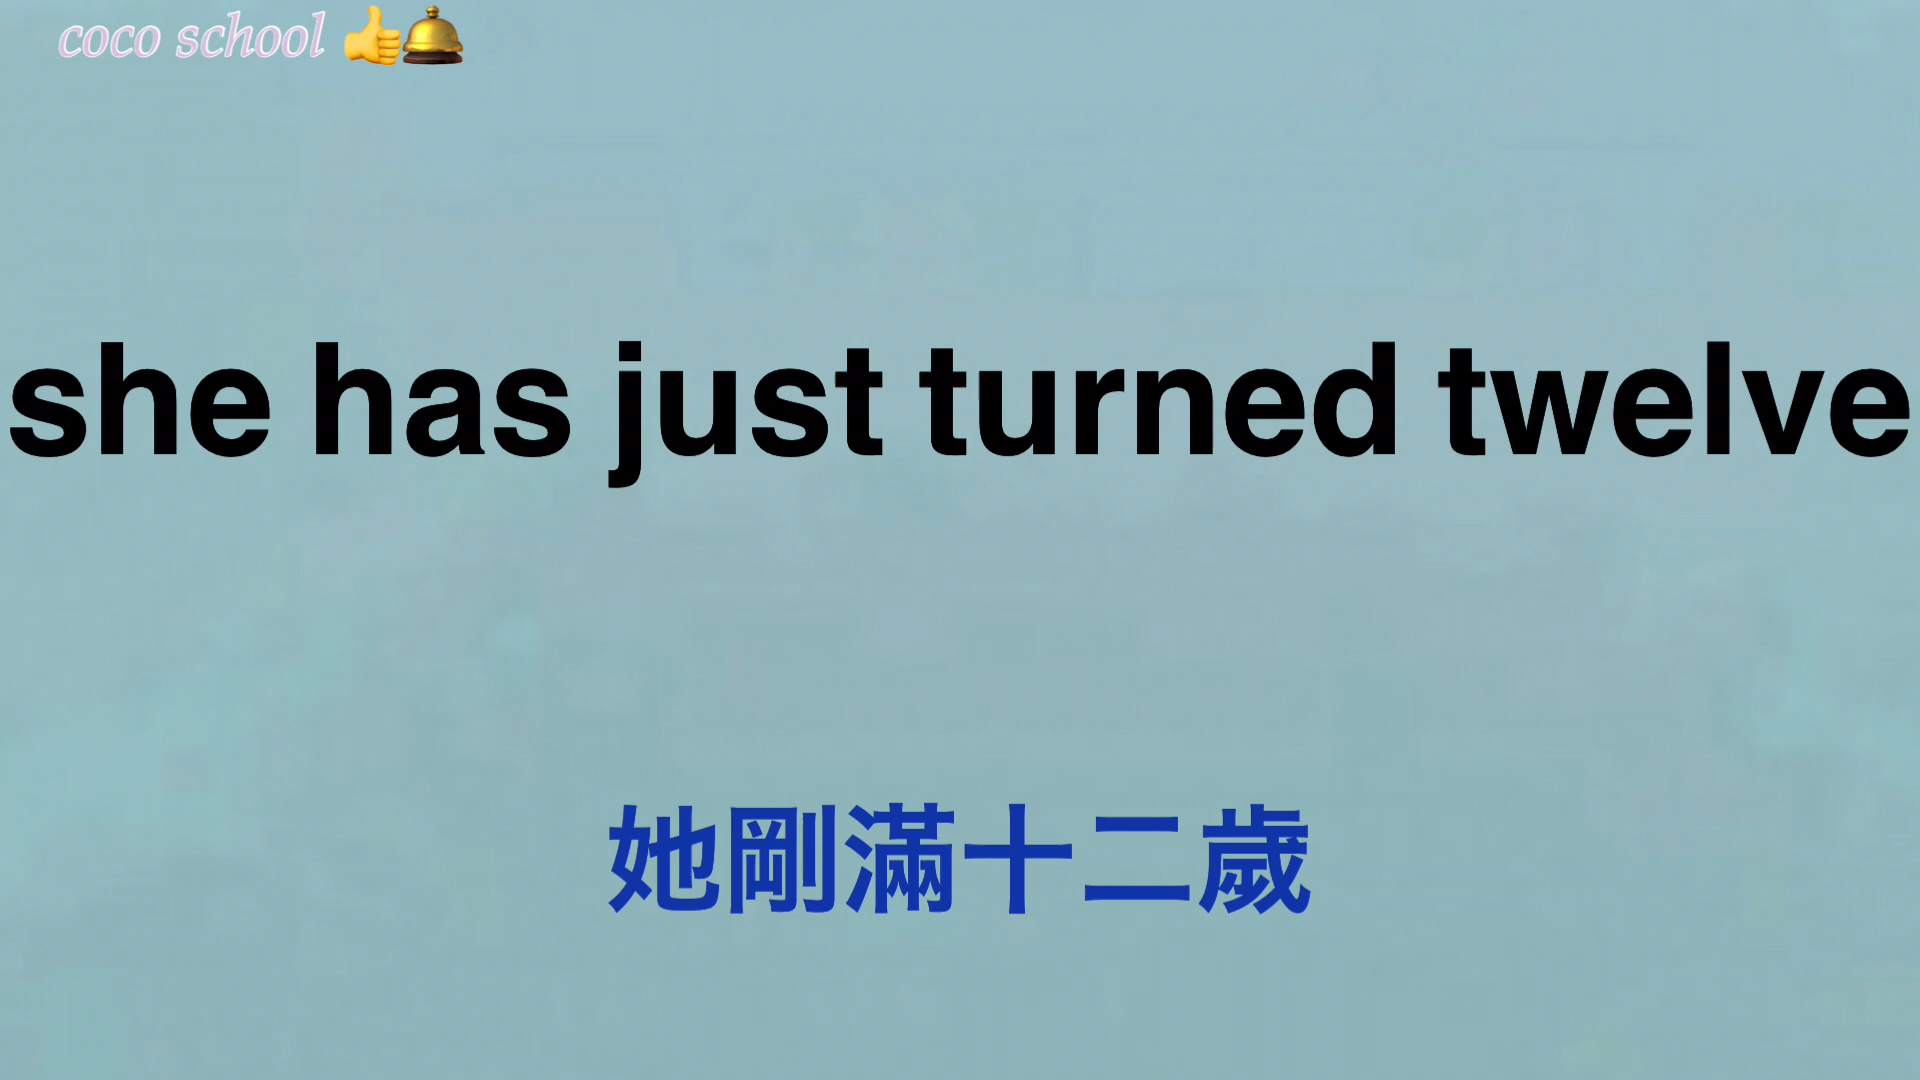 coco school 👍🛎️
she has just turned twelve
她剛滿十二歲